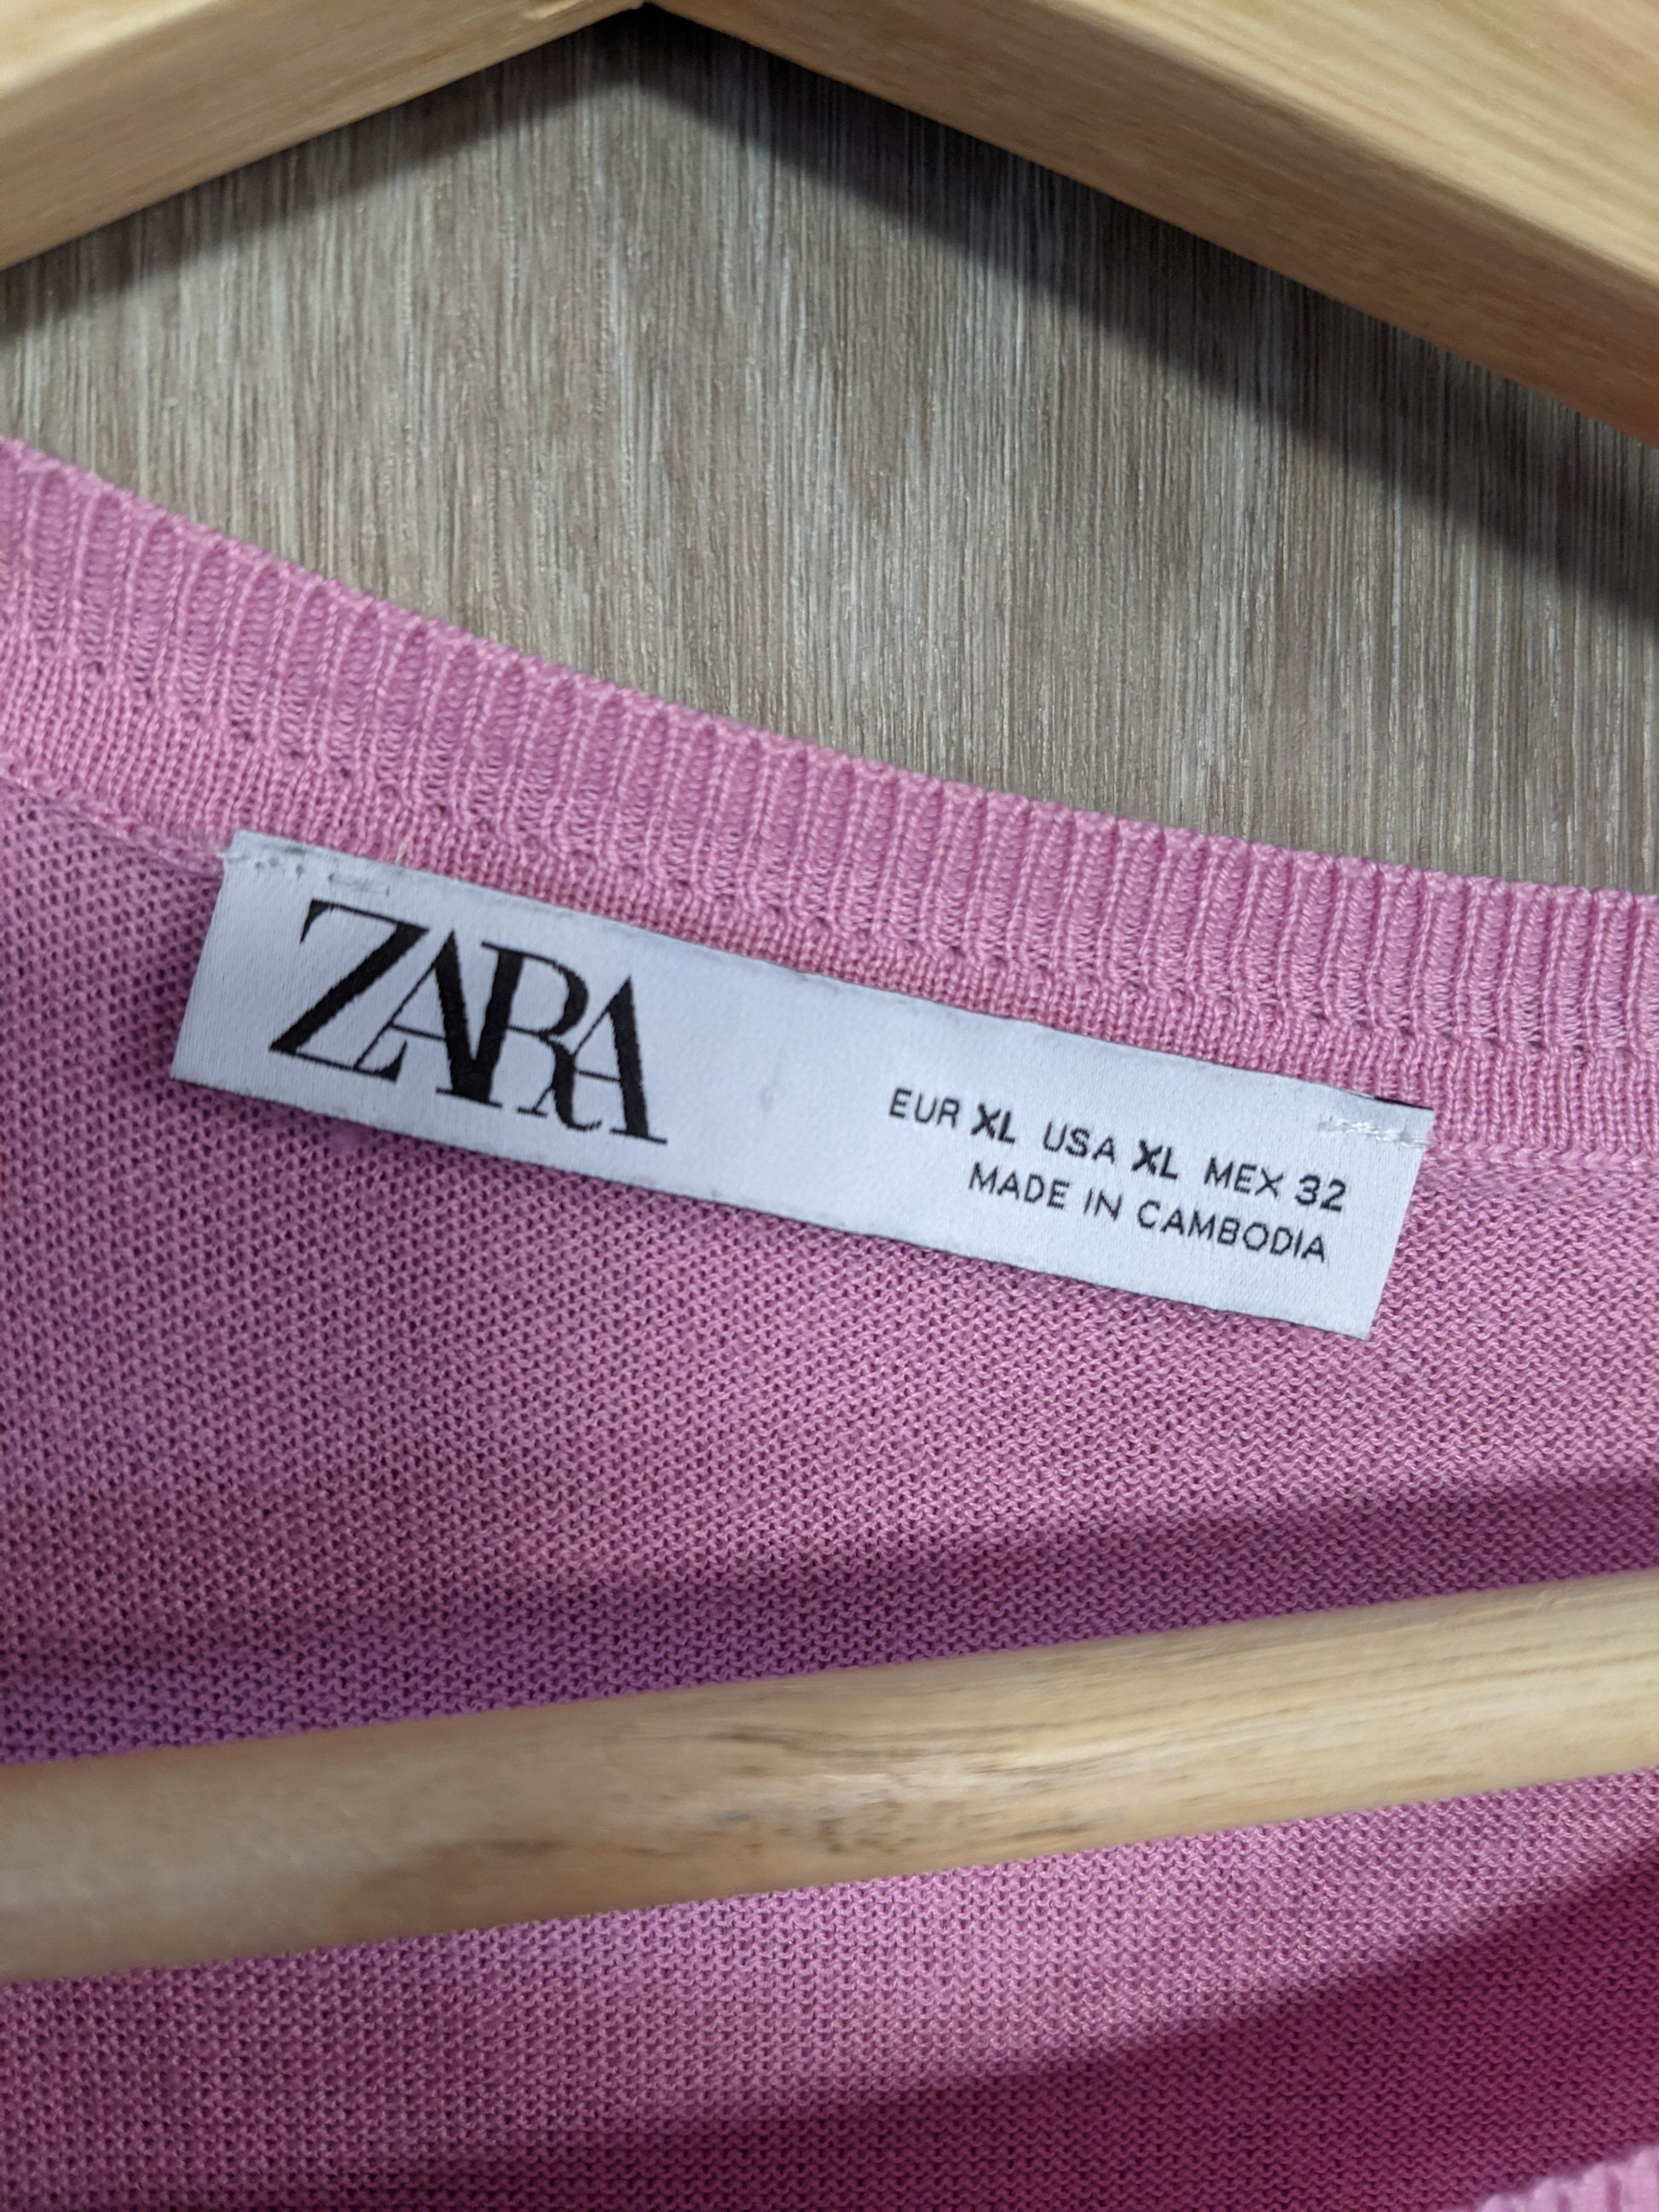 ZARA
EUR XL USA XL MEX 32
MADE IN CAMBODIA